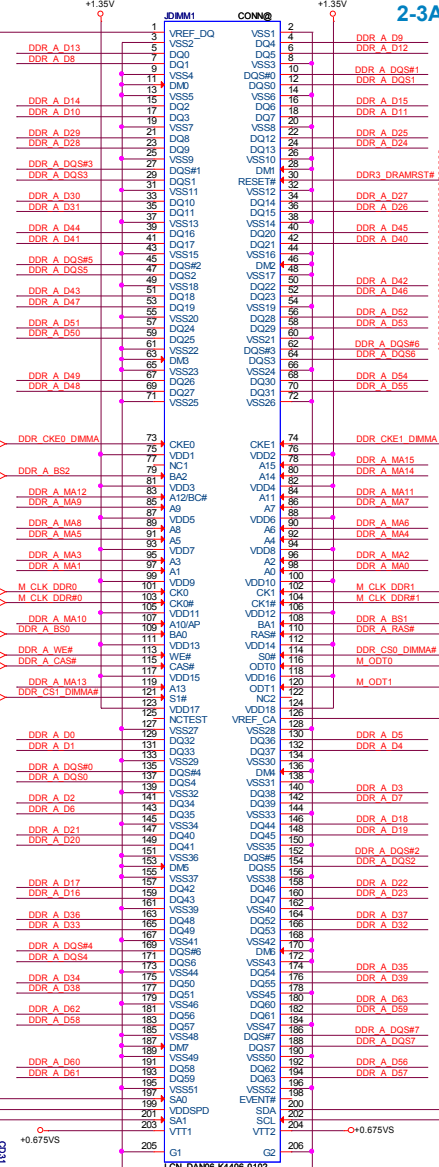 +1.35V +1.35V
2-3A
JDIMM1 CONN@
1 VREF_DQ VSS1 2
3 VSS2 DQ4 4 DDR_A_D9
DDR_A_D13 5 DQ0 DQ5 6 DDR_A_D12
DDR_A_D8 7 DQ1 VSS3 8
9 VSS4 DQS#0 10 DDR_A_DQS#1
11 DM0 DQS0 12 DDR_A_DQS1
13 VSS5 VSS6 14
DDR_A_D14 15 DQ2 DQ6 16 DDR_A_D15
DDR_A_D10 17 DQ3 DQ7 18 DDR_A_D11
19 VSS7 VSS8 20
DDR_A_D29 21 DQ8 DQ12 22 DDR_A_D25
DDR_A_D28 23 DQ9 DQ13 24 DDR_A_D24
25 VSS9 VSS10 26
DDR_A_DQS#3 27 DQS#1 DM1 28
DDR_A_DQS3 29 DQS1 RESET# 30 DDR3_DRAMRST#
31 VSS11 VSS12 32
DDR_A_D30 33 DQ10 DQ14 34 DDR_A_D27
DDR_A_D31 35 DQ11 DQ15 36 DDR_A_D26
37 VSS13 VSS14 38
DDR_A_D44 39 DQ16 DQ20 40 DDR_A_D45
DDR_A_D41 41 DQ17 DQ21 42 DDR_A_D40
43 VSS15 VSS16 44
DDR_A_DQS#5 45 DQS#2 DM2 46
DDR_A_DQS5 47 DQS2 VSS17 48
49 VSS18 DQ22 50 DDR_A_D42
DDR_A_D43 51 DQ18 DQ23 52 DDR_A_D46
DDR_A_D47 53 DQ19 VSS19 54
55 VSS20 DQ28 56 DDR_A_D52
DDR_A_D51 57 DQ24 DQ29 58 DDR_A_D53
DDR_A_D50 59 DQ25 VSS21 60
61 VSS22 DQS#3 62 DDR_A_DQS#6
63 DM3 DQS3 64 DDR_A_DQS6
65 VSS23 VSS24 66
DDR_A_D49 67 DQ26 DQ30 68 DDR_A_D54
DDR_A_D48 69 DQ27 DQ31 70 DDR_A_D55
71 VSS25 VSS26 72
DDR_CKE0_DIMMA 73 CKE0 CKE1 74 DDR_CKE1_DIMMA
75 VDD1 VDD2 76
77 NC1 A15 78 DDR_A_MA15
DDR_A_BS2 79 BA2 A14 80 DDR_A_MA14
81 VDD3 VDD4 82
DDR_A_MA12 83 A12/BC# A11 84 DDR_A_MA11
DDR_A_MA9 85 A9 A7 86 DDR_A_MA7
87 VDD5 VDD6 88
DDR_A_MA8 89 A8 A6 90 DDR_A_MA6
DDR_A_MA5 91 A5 A4 92 DDR_A_MA4
93 VDD7 VDD8 94
DDR_A_MA3 95 A3 A2 96 DDR_A_MA2
DDR_A_MA1 97 A1 A0 98 DDR_A_MA0
99 VDD9 VDD10 100
M_CLK_DDR0 101 CK0 CK1 102 M_CLK_DDR1
M_CLK_DDR#0 103 CK0# CK1# 104 M_CLK_DDR#1
105 VDD11 VDD12 106
DDR_A_MA10 107 A10/AP BA1 108 DDR_A_BS1
DDR_A_BS0 109 BA0 RAS# 110 DDR_A_RAS#
111 VDD13 VDD14 112
DDR_A_WE# 113 WE# S0# 114 DDR_CS0_DIMMA#
DDR_A_CAS# 115 CAS# ODT0 116 M_ODT0
117 VDD15 VDD16 118
DDR_A_MA13 119 A13 ODT1 120 M_ODT1
DDR_CS1_DIMMA# 121 S1# NC2 122
123 VDD17 VDD18 124
125 NCTEST VREF_CA 126
127 VSS27 VSS28 128
DDR_A_D0 129 DQ32 DQ36 130 DDR_A_D5
DDR_A_D1 131 DQ33 DQ37 132 DDR_A_D4
133 VSS29 VSS30 134
DDR_A_DQS#0 135 DQS#4 DM4 136
DDR_A_DQS0 137 DQS4 VSS31 138
139 VSS32 DQ38 140 DDR_A_D3
DDR_A_D2 141 DQ34 DQ39 142 DDR_A_D7
DDR_A_D6 143 DQ35 VSS33 144
145 VSS34 DQ44 146 DDR_A_D18
DDR_A_D21 147 DQ40 DQ45 148 DDR_A_D19
DDR_A_D20 149 DQ41 VSS35 150
151 VSS36 DQS#5 152 DDR_A_DQS#2
153 DM5 DQS5 154 DDR_A_DQS2
155 VSS37 VSS38 156
DDR_A_D17 157 DQ42 DQ46 158 DDR_A_D22
DDR_A_D16 159 DQ43 DQ47 160 DDR_A_D23
161 VSS39 VSS40 162
DDR_A_D36 163 DQ48 DQ52 164 DDR_A_D37
DDR_A_D33 165 DQ49 DQ53 166 DDR_A_D32
167 VSS41 VSS42 168
DDR_A_DQS#4 169 DQS#6 DM6 170
DDR_A_DQS4 171 DQS6 VSS43 172
173 VSS44 DQ54 174 DDR_A_D35
DDR_A_D34 175 DQ50 DQ55 176 DDR_A_D39
DDR_A_D38 177 DQ51 VSS45 178
179 VSS46 DQ60 180 DDR_A_D63
DDR_A_D62 181 DQ56 DQ61 182 DDR_A_D59
DDR_A_D58 183 DQ57 VSS47 184
185 VSS48 DQS#7 186 DDR_A_DQS#7
187 DM7 DQS7 188 DDR_A_DQS7
189 VSS49 VSS50 190
DDR_A_D60 191 DQ58 DQ62 192 DDR_A_D56
DDR_A_D61 193 DQ59 DQ63 194 DDR_A_D57
195 VSS51 VSS52 196
197 SA0 EVENT# 198
199 VDDSPD SDA 200
201 SA1 SCL 202
203 VTT1 VTT2 204
+0.675VS +0.675VS
205 G1 G2 206
CD31
LCN_DAN06-K4406-0102